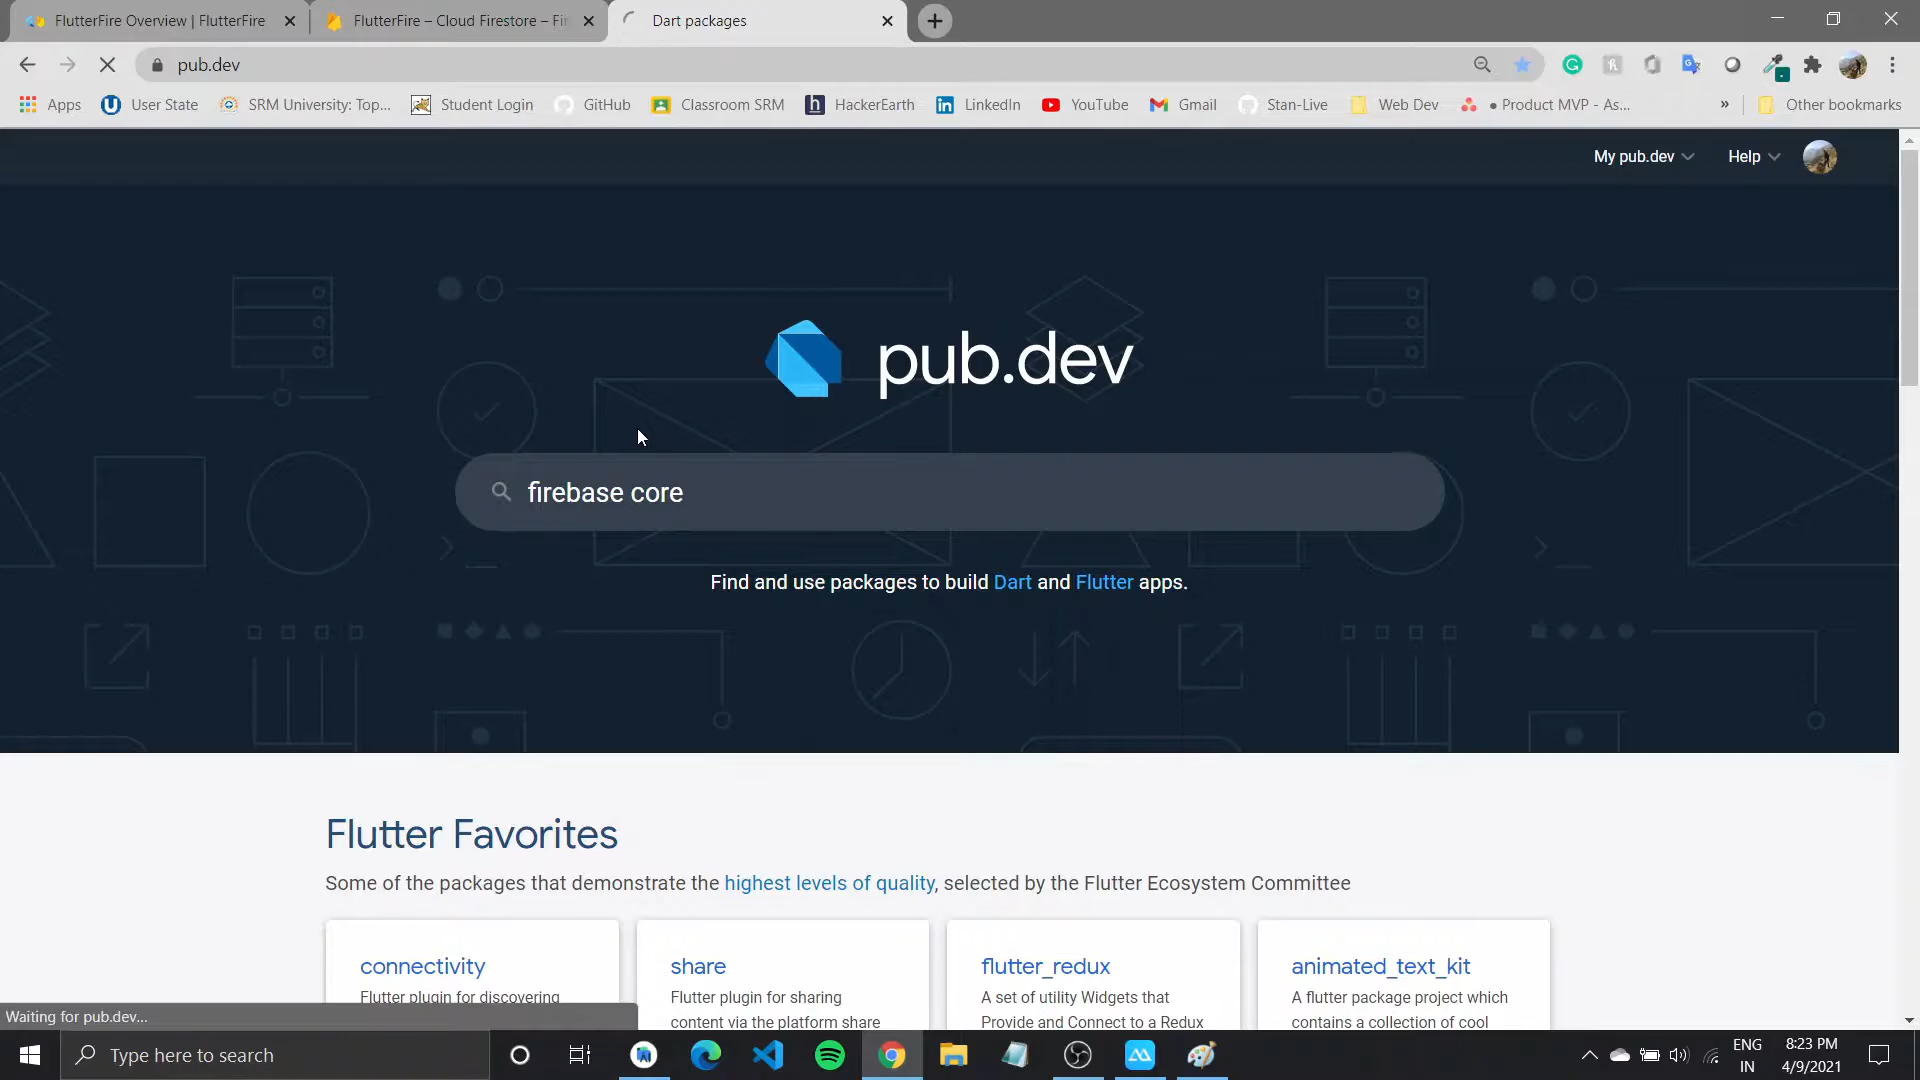 FlutterFire Overview | FlutterFire
FlutterFire – Cloud Firestore – Fi
Dart packages
pub.dev
Apps
User State
SRM University: Top...
Student Login
GitHub
Classroom SRM
HackerEarth
LinkedIn
YouTube
Gmail
Stan-Live
Web Dev
● Product MVP - As...
»
Other bookmarks
My pub.dev
Help
pub.dev
firebase core
Find and use packages to build Dart and Flutter apps.
Flutter Favorites
Some of the packages that demonstrate the highest levels of quality, selected by the Flutter Ecosystem Committee
connectivity
Flutter plugin for discovering
share
Flutter plugin for sharing
content via the platform share
flutter_redux
A set of utility Widgets that
Provide and Connect to a Redux
animated_text_kit
A flutter package project which
contains a collection of cool
Waiting for pub.dev...
Type here to search
ENG
IN
8:23 PM
4/9/2021